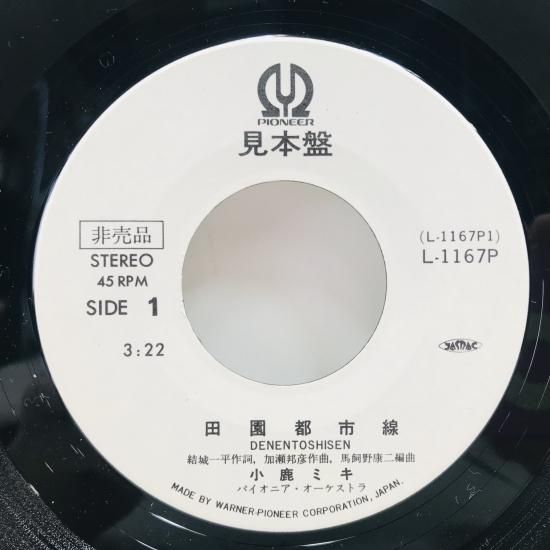 PIONEER
見本盤
非売品
STEREO
45 RPM
SIDE 1
3:22
(L-1167P1)
L-1167P
JASRAC
田園都市線
DENENTOSHISEN
結城一平作詞,加瀬邦彦作曲,馬飼野康二編曲
小鹿ミキ
パイオニア・オーケストラ
MADE BY WARNER-PIONEER CORPORATION, JAPAN.